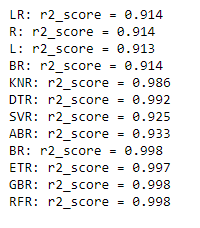 LR: r2_score = 0.914
R: r2_score = 0.914
L: r2_score = 0.913
BR: r2_score = 0.914
KNR: r2_score = 0.986
DTR: r2_score = 0.992
SVR: r2_score = 0.925
ABR: r2_score = 0.933
BR: r2_score = 0.998
ETR: r2_score = 0.997
GBR: r2_score = 0.998
RFR: r2_score = 0.998